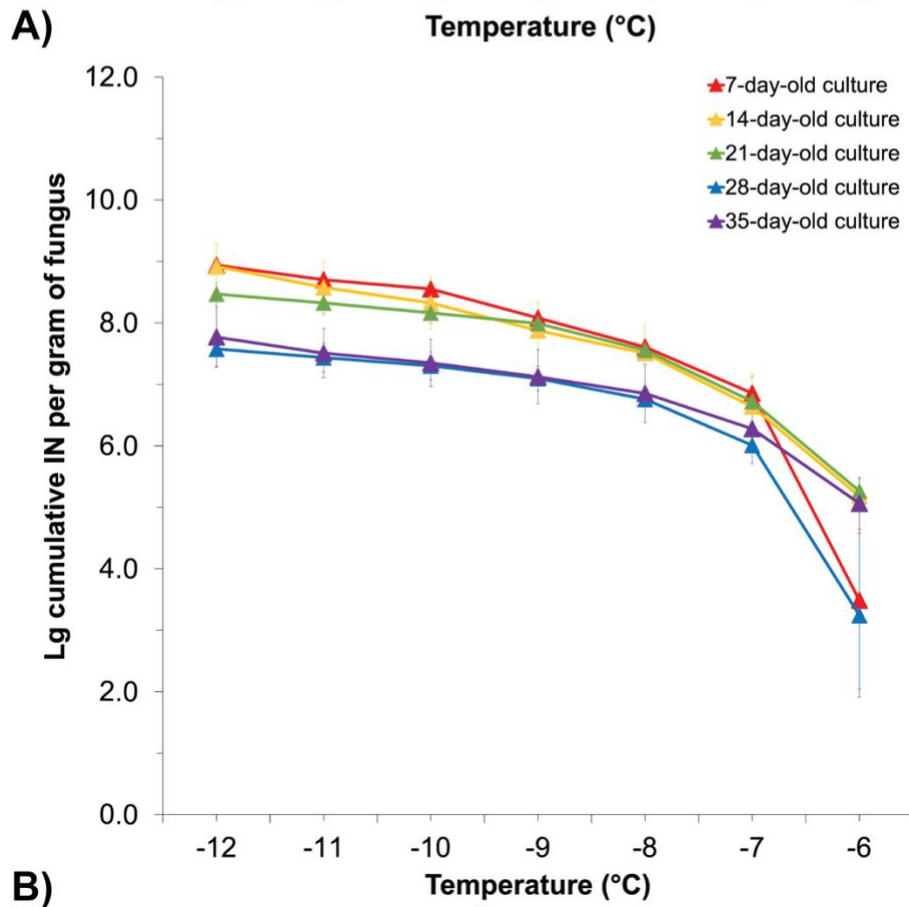 Temperature (°C)
A)
12.0
10.0
8.0
6.0
4.0
2.0
0.0
Lg cumulative IN per gram of fungus
7-day-old culture
14-day-old culture
21-day-old culture
28-day-old culture
35-day-old culture
-12 -11 -10 -9 -8 -7 -6
Temperature (°C)
B)